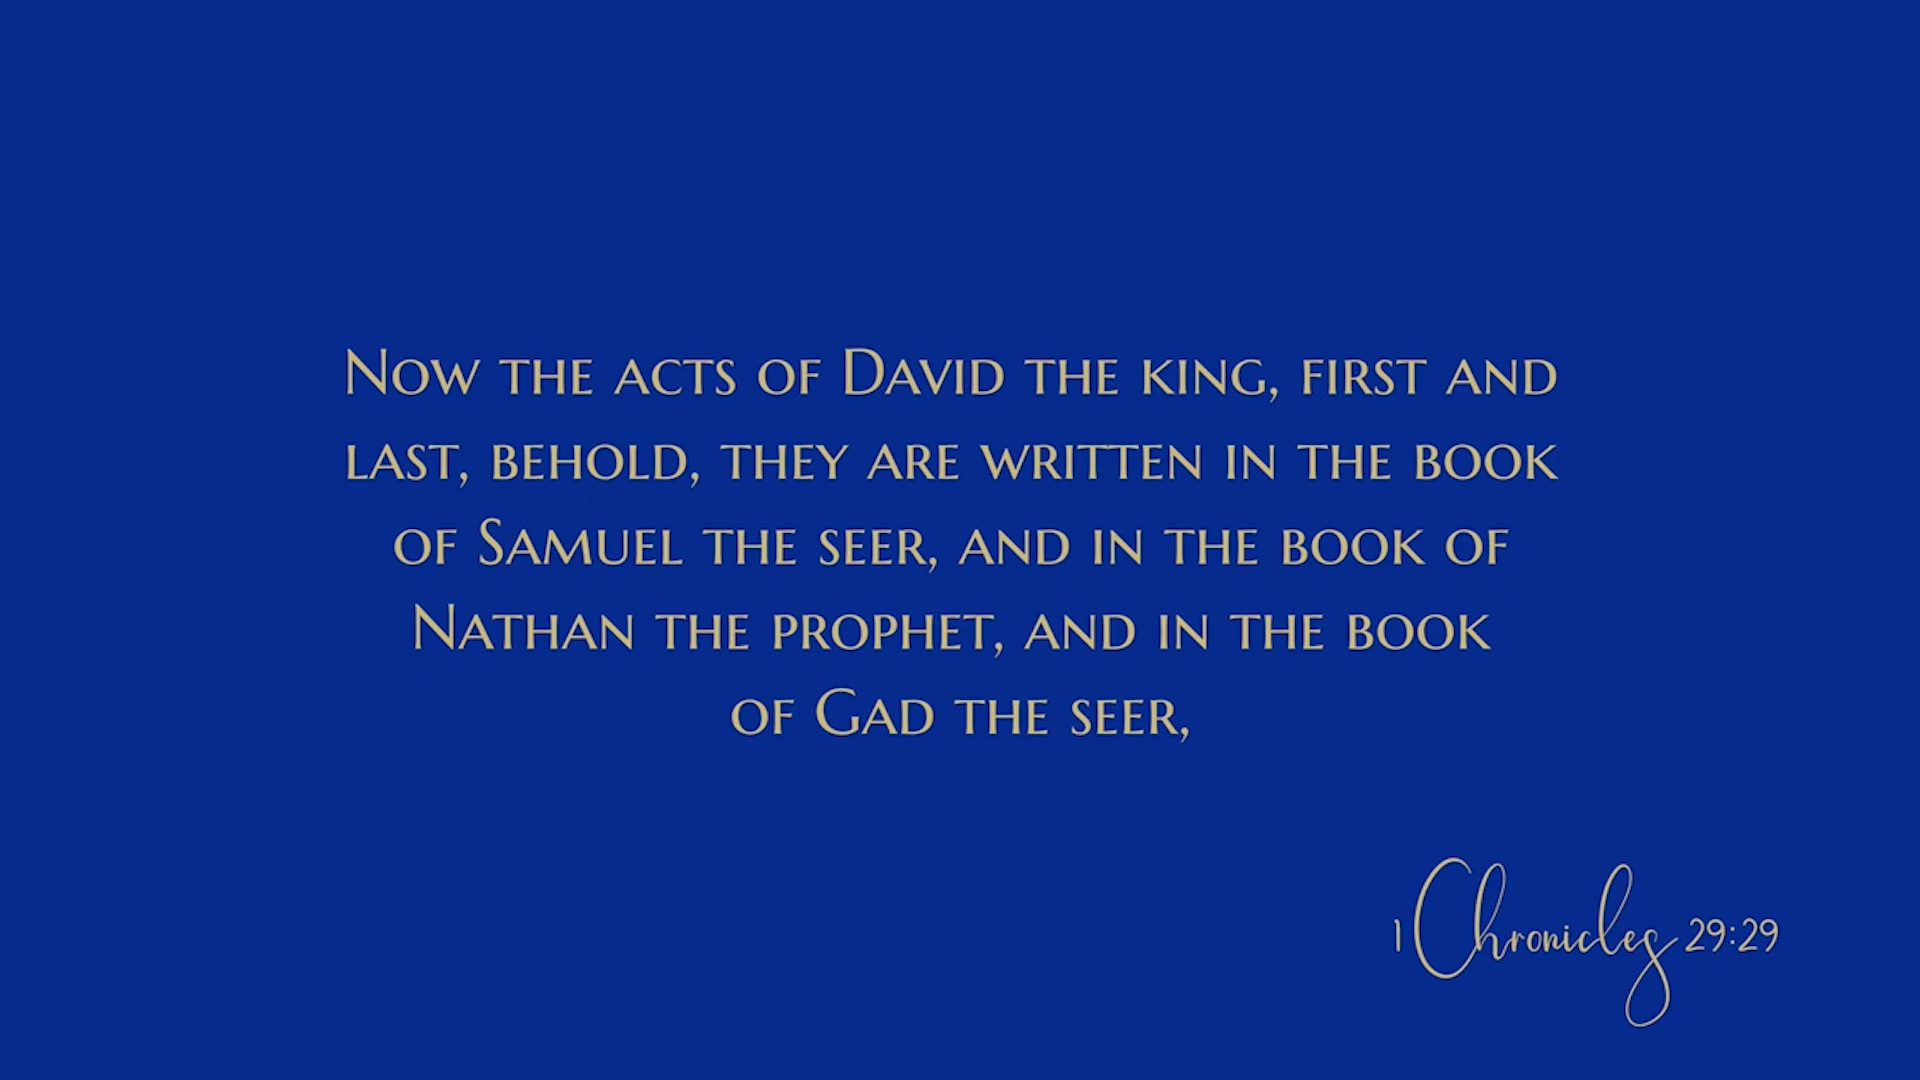 Now the acts of David the king, first and
last, behold, they are written in the book
of Samuel the seer, and in the book of
Nathan the prophet, and in the book
of Gad the seer,
1 Chronicles 29:29